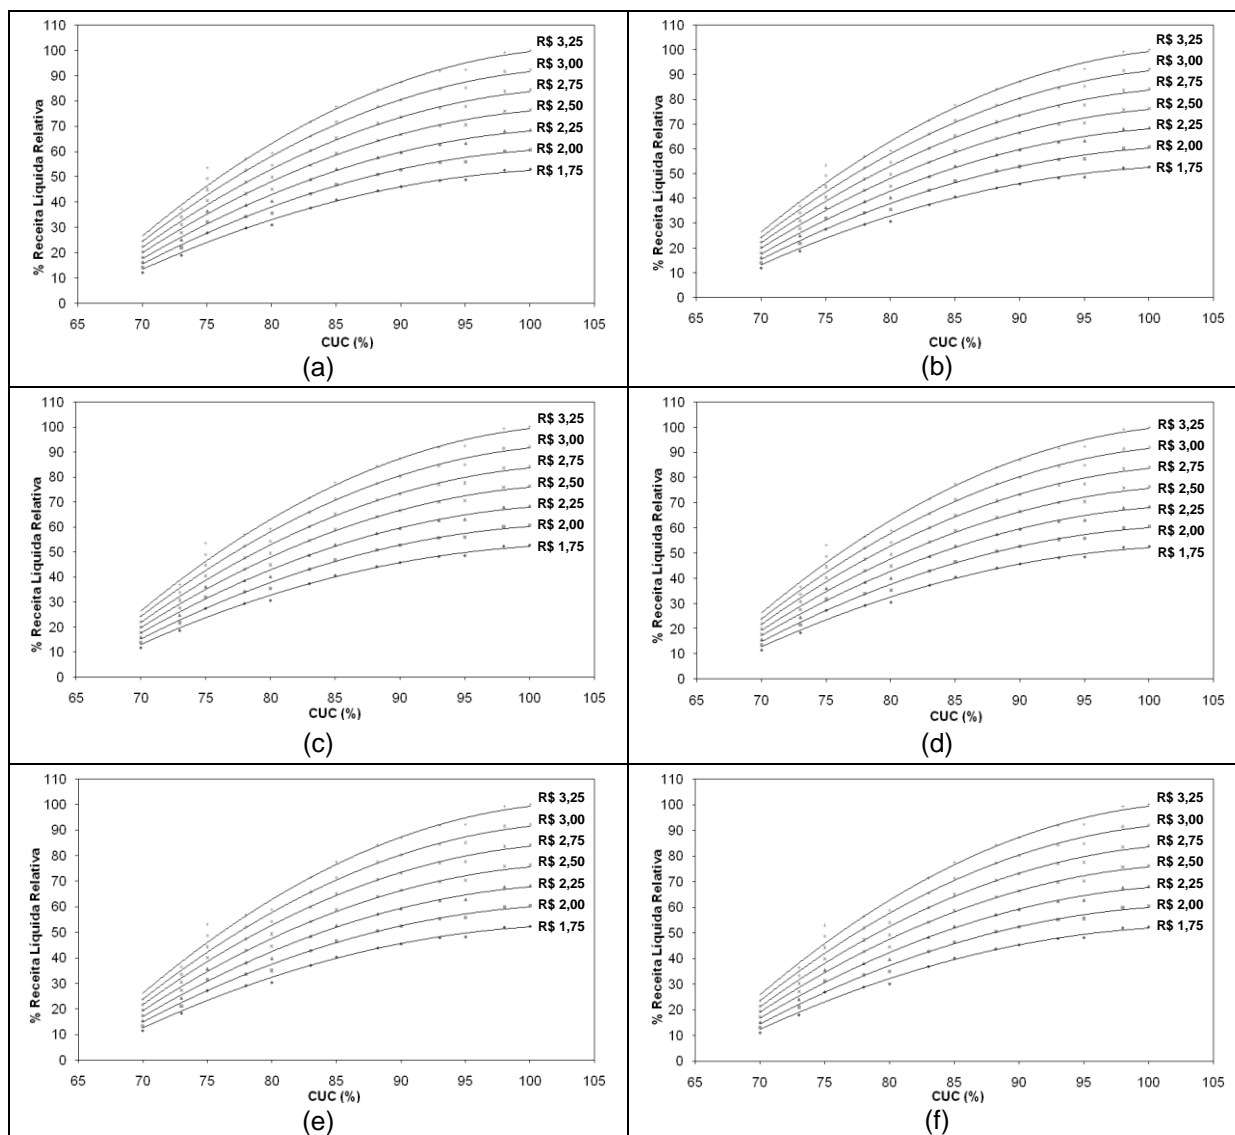 110
100
90
80
70
60
50
40
30
20
10
0
% Receita Líquida Relativa
65 70 75 80 85 90 95 100 105
CUC (%)
R$ 3,25
R$ 3,00
R$ 2,75
R$ 2,50
R$ 2,25
R$ 2,00
R$ 1,75
(a)
110
100
90
80
70
60
50
40
30
20
10
0
% Receita Líquida Relativa
65 70 75 80 85 90 95 100 105
CUC (%)
R$ 3,25
R$ 3,00
R$ 2,75
R$ 2,50
R$ 2,25
R$ 2,00
R$ 1,75
(b)
110
100
90
80
70
60
50
40
30
20
10
0
% Receita Líquida Relativa
65 70 75 80 85 90 95 100 105
CUC (%)
R$ 3,25
R$ 3,00
R$ 2,75
R$ 2,50
R$ 2,25
R$ 2,00
R$ 1,75
(c)
110
100
90
80
70
60
50
40
30
20
10
0
% Receita Líquida Relativa
65 70 75 80 85 90 95 100 105
CUC (%)
R$ 3,25
R$ 3,00
R$ 2,75
R$ 2,50
R$ 2,25
R$ 2,00
R$ 1,75
(d)
110
100
90
80
70
60
50
40
30
20
10
0
% Receita Líquida Relativa
65 70 75 80 85 90 95 100 105
CUC (%)
R$ 3,25
R$ 3,00
R$ 2,75
R$ 2,50
R$ 2,25
R$ 2,00
R$ 1,75
(e)
110
100
90
80
70
60
50
40
30
20
10
0
% Receita Líquida Relativa
65 70 75 80 85 90 95 100 105
CUC (%)
R$ 3,25
R$ 3,00
R$ 2,75
R$ 2,50
R$ 2,25
R$ 2,00
R$ 1,75
(f)